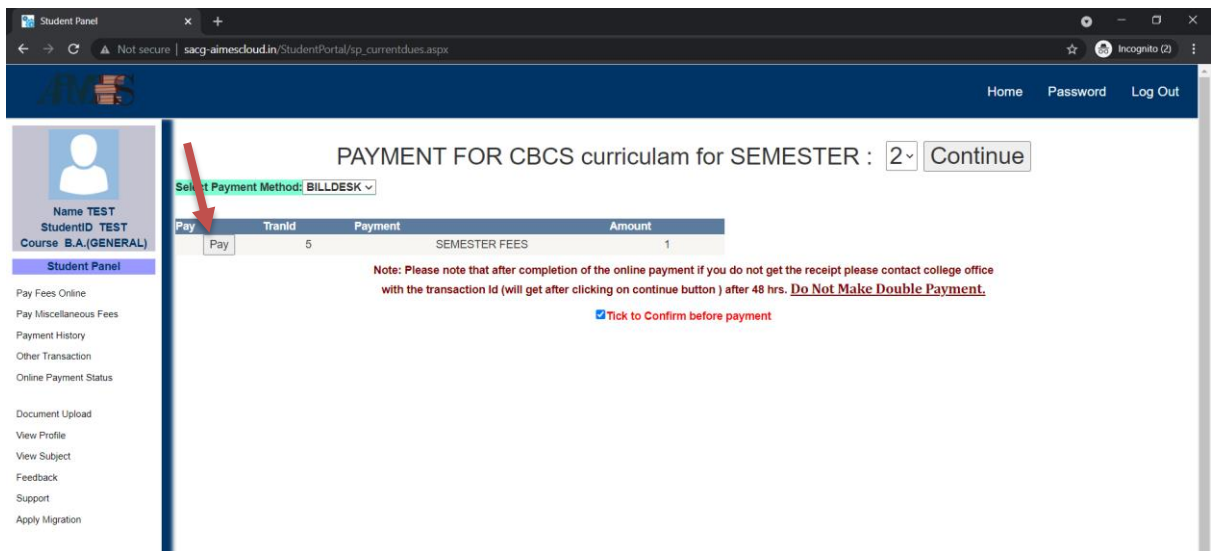 Student Panel
Not secure | sacg-aimescloud.in/StudentPortal/sp_currentdues.aspx
Incognito (2)
AIMES
Home Password Log Out
PAYMENT FOR CBCS curriculam for SEMESTER : 2 Continue
Select Payment Method: BILLDESK
Name TEST
StudentID TEST
Course B.A.(GENERAL)
Student Panel
Pay TranId Payment Amount
Pay 5 SEMESTER FEES 1
Note: Please note that after completion of the online payment if you do not get the receipt please contact college office
with the transaction Id (will get after clicking on continue button ) after 48 hrs. Do Not Make Double Payment.
Tick to Confirm before payment
Pay Fees Online
Pay Miscellaneous Fees
Payment History
Other Transaction
Online Payment Status
Document Upload
View Profile
View Subject
Feedback
Support
Apply Migration